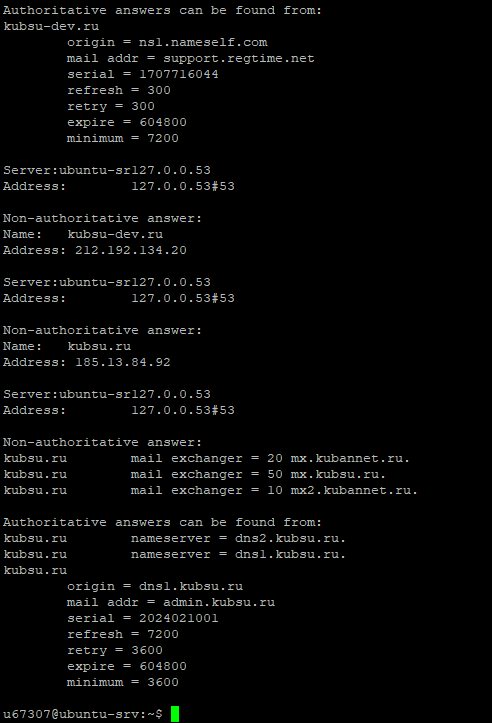 Authoritative answers can be found from:
kubsu-dev.ru
        origin = ns1.nameself.com
        mail addr = support.regtime.net
        serial = 1707716044
        refresh = 300
        retry = 300
        expire = 604800
        minimum = 7200

Server:ubuntu-sr127.0.0.53
Address:        127.0.0.53#53

Non-authoritative answer:
Name:   kubsu-dev.ru
Address: 212.192.134.20

Server:ubuntu-sr127.0.0.53
Address:        127.0.0.53#53

Non-authoritative answer:
Name:   kubsu.ru
Address: 185.13.84.92

Server:ubuntu-sr127.0.0.53
Address:        127.0.0.53#53

Non-authoritative answer:
kubsu.ru        mail exchanger = 20 mx.kubannet.ru.
kubsu.ru        mail exchanger = 50 mx.kubsu.ru.
kubsu.ru        mail exchanger = 10 mx2.kubannet.ru.

Authoritative answers can be found from:
kubsu.ru        nameserver = dns2.kubsu.ru.
kubsu.ru        nameserver = dns1.kubsu.ru.
kubsu.ru
        origin = dns1.kubsu.ru
        mail addr = admin.kubsu.ru
        serial = 2024021001
        refresh = 7200
        retry = 3600
        expire = 604800
        minimum = 3600

u67307@ubuntu-srv:~$